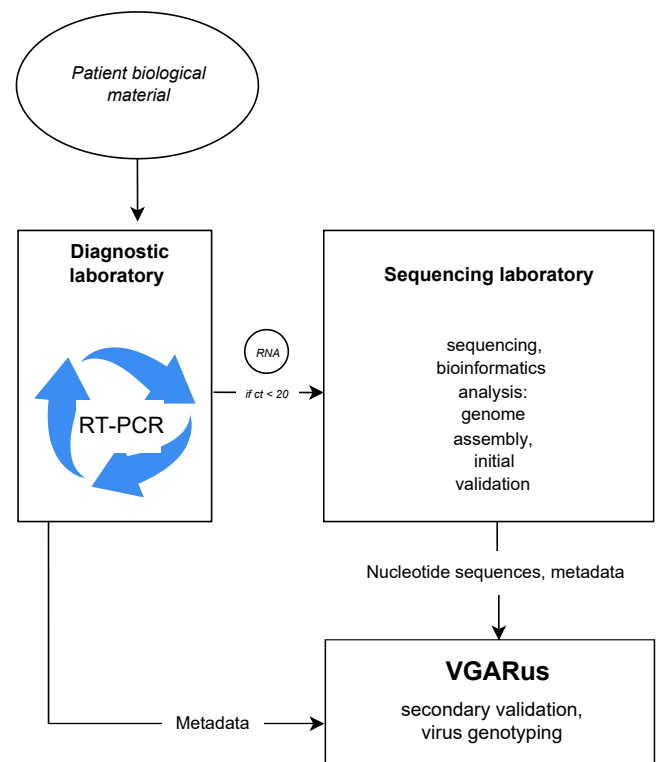 Patient biological
material
Diagnostic
laboratory
RT-PCR
RNA
if ct < 20
Sequencing laboratory
sequencing,
bioinformatics
analysis:
genome
assembly,
initial
validation
Nucleotide sequences, metadata
Metadata
VGARus
secondary validation,
virus genotyping